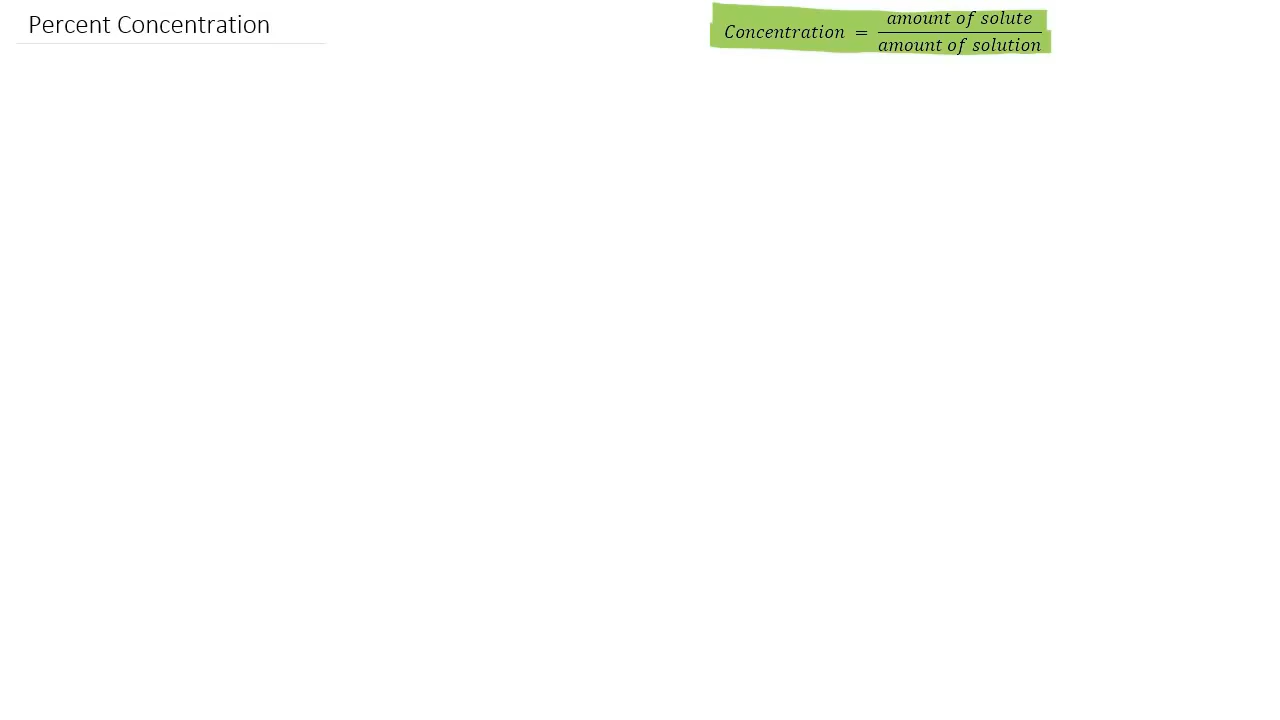 Percent Concentration
Concentration = amount of solute / amount of solution